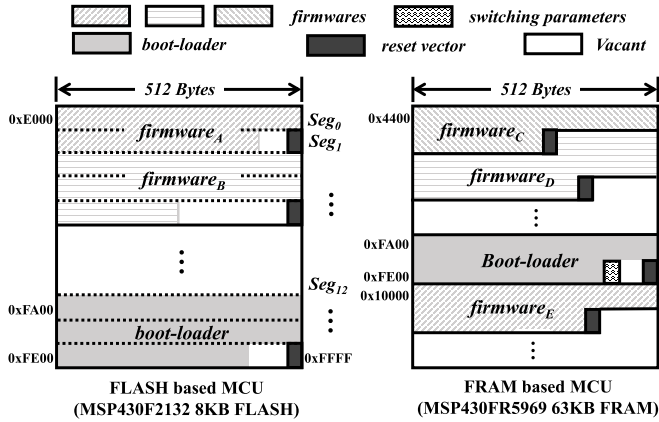 firmwares
switching parameters
boot-loader
reset vector
Vacant
512 Bytes
0xE000
Seg0
firmwareA
Seg1
firmwareB
Seg12
0xFA00
boot-loader
0xFE00
0xFFFF
FLASH based MCU
(MSP430F2132 8KB FLASH)
512 Bytes
0x4400
firmwareC
firmwareD
0xFA00
Boot-loader
0xFE00
0x10000
firmwareE
FRAM based MCU
(MSP430FR5969 63KB FRAM)